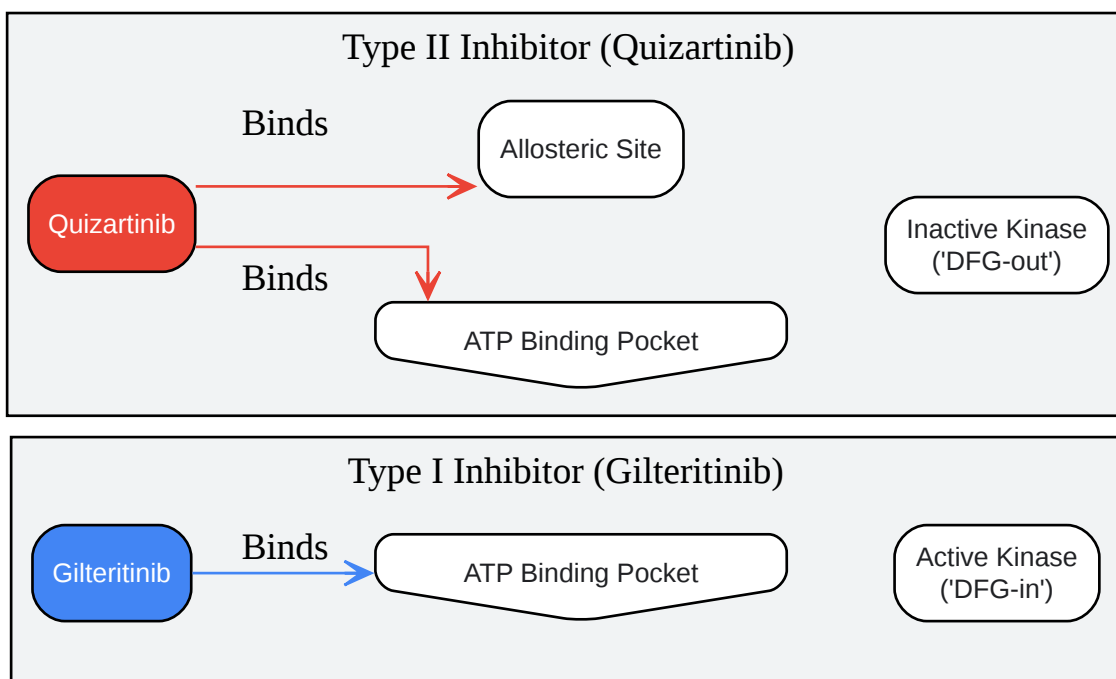 Type II Inhibitor (Quizartinib)
Binds
Allosteric Site
Quizartinib
Inactive Kinase
('DFG-out')
Binds
ATP Binding Pocket
Type I Inhibitor (Gilteritinib)
Binds
Gilteritinib
ATP Binding Pocket
Active Kinase
('DFG-in')